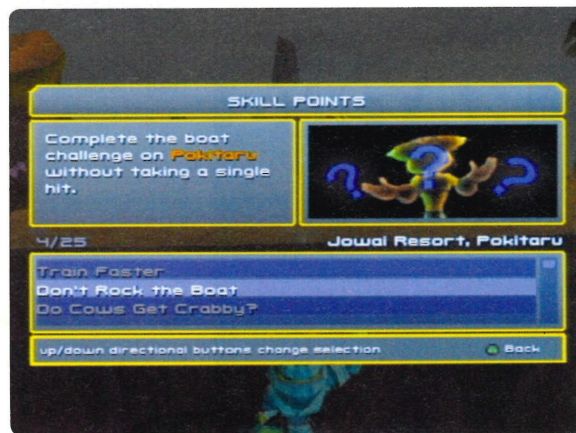 SKILL POINTS
Complete the boat
challenge on Pokitaru
without taking a single
hit.
? ? ?
4/25
Jowai Resort, Pokitaru
Train Faster
Don't Rock the Boat
Do Cows Get Crabby?
up/down directional buttons change selection
Back